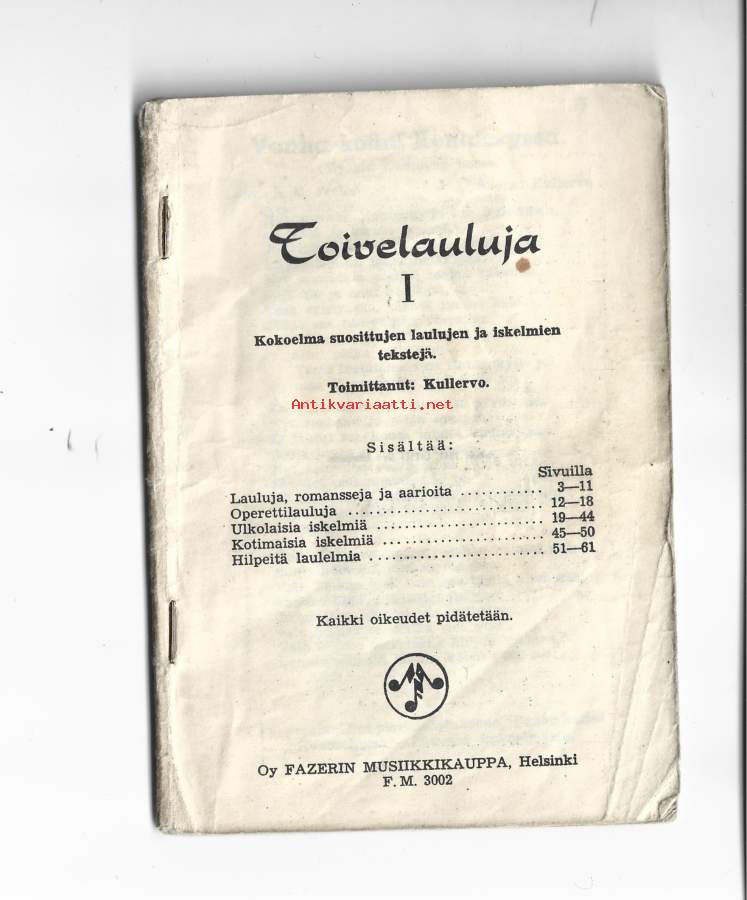 Toivelauluja
I
Kokoelma suosittujen laulujen ja iskelmien
tekstejä.
Toimittanut: Kullervo.
Antikvariaatti.net
Sisältää:
Sivuilla
Lauluja, romansseja ja aarioita ............ 3—11
Operettilauluja ............................ 12—18
Ulkolaisia iskelmiä ........................ 19—44
Kotimaisia iskelmiä ....................... 45—50
Hilpeitä laulelmia ......................... 51—61
Kaikki oikeudet pidätetään.
Oy FAZERIN MUSIIKKIKAUPPA, Helsinki
F. M. 3002